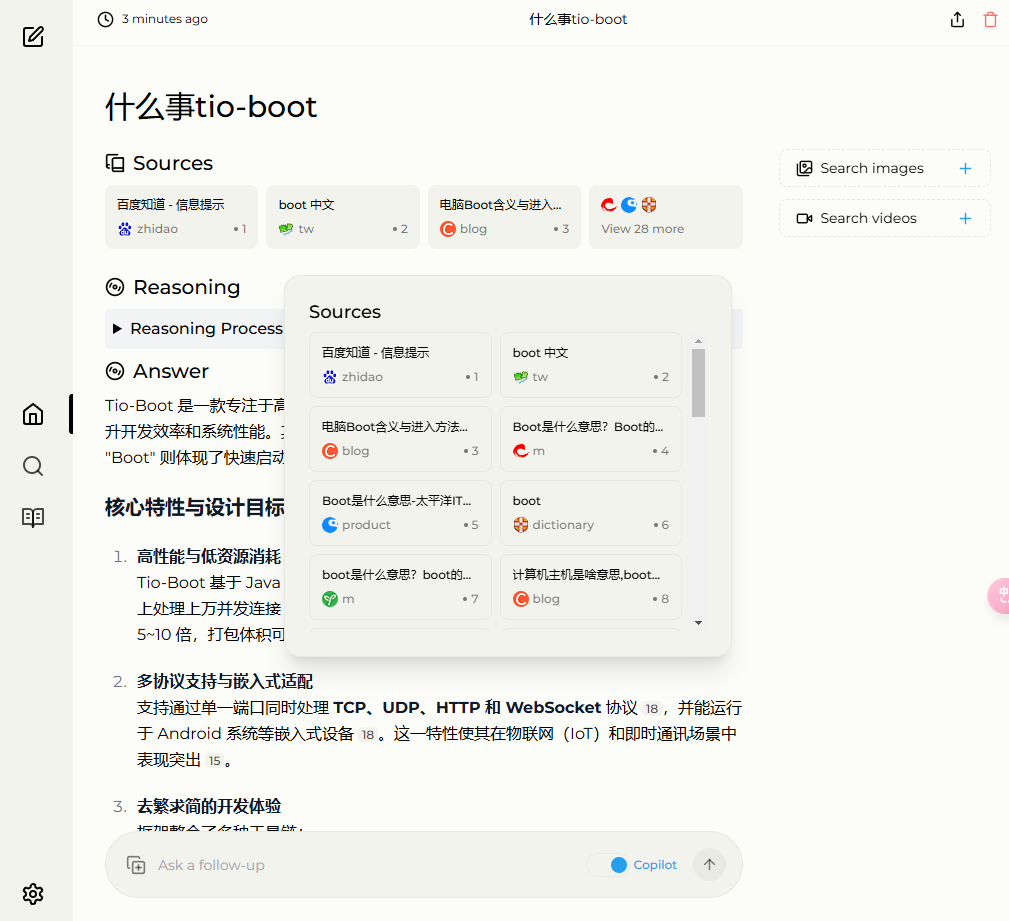 3 minutes ago
什么事tio-boot
什么事tio-boot
Sources
百度知道 - 信息提示
zhidao • 1
boot 中文
tw • 2
电脑Boot含义与进入...
blog • 3
View 28 more
Search images
Search videos
Reasoning
Reasoning Process
Answer
Tio-Boot 是一款专注于高
升开发效率和系统性能。
"Boot" 则体现了快速启动
核心特性与设计目标
1. 高性能与低资源消耗
Tio-Boot 基于 Java
上处理上万并发连接
5~10 倍，打包体积可
Sources
百度知道 - 信息提示
zhidao • 1
boot 中文
tw • 2
电脑Boot含义与进入方法...
blog • 3
Boot是什么意思？Boot的...
m • 4
Boot是什么意思-太平洋IT...
product • 5
boot
dictionary • 6
boot是什么意思？boot的...
m • 7
计算机主机是啥意思,boot...
blog • 8
2. 多协议支持与嵌入式适配
支持通过单一端口同时处理 TCP、UDP、HTTP 和 WebSocket 协议 18 ，并能运行
于 Android 系统等嵌入式设备 18 。这一特性使其在物联网（IoT）和即时通讯场景中
表现突出 15 。
3. 去繁求简的开发体验
框架整合了多种工具链：
Ask a follow-up
Copilot
中